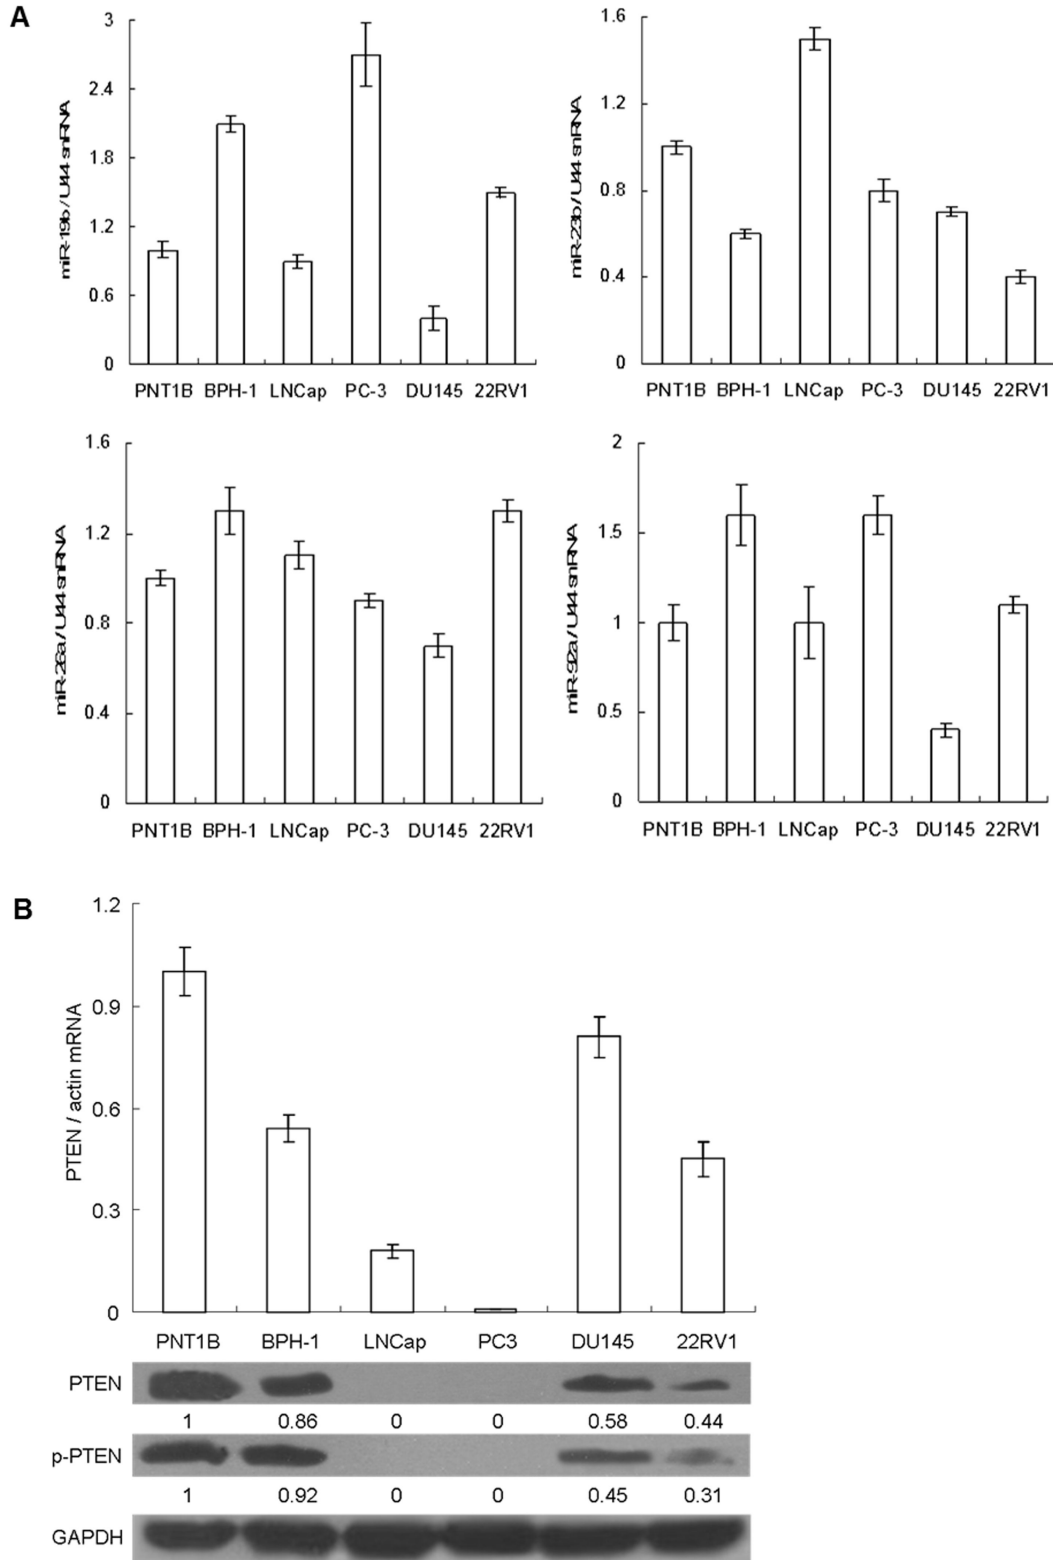 A
3
2.4
1.8
1.2
0.6
0
miR-19b / U44 snRNA
PNT1B BPH-1 LNCap PC-3 DU145 22RV1
1.6
1.2
0.8
0.4
0
miR-23b / U44 snRNA
PNT1B BPH-1 LNCap PC-3 DU145 22RV1
1.6
1.2
0.8
0.4
0
miR-26a / U44 snRNA
PNT1B BPH-1 LNCap PC-3 DU145 22RV1
2
1.5
1
0.5
0
miR-92a / U44 snRNA
PNT1B BPH-1 LNCap PC-3 DU145 22RV1
B
1.2
0.9
0.6
0.3
0
PTEN / actin mRNA
PNT1B BPH-1 LNCap PC3 DU145 22RV1
PTEN
1 0.86 0 0 0.58 0.44
p-PTEN
1 0.92 0 0 0.45 0.31
GAPDH